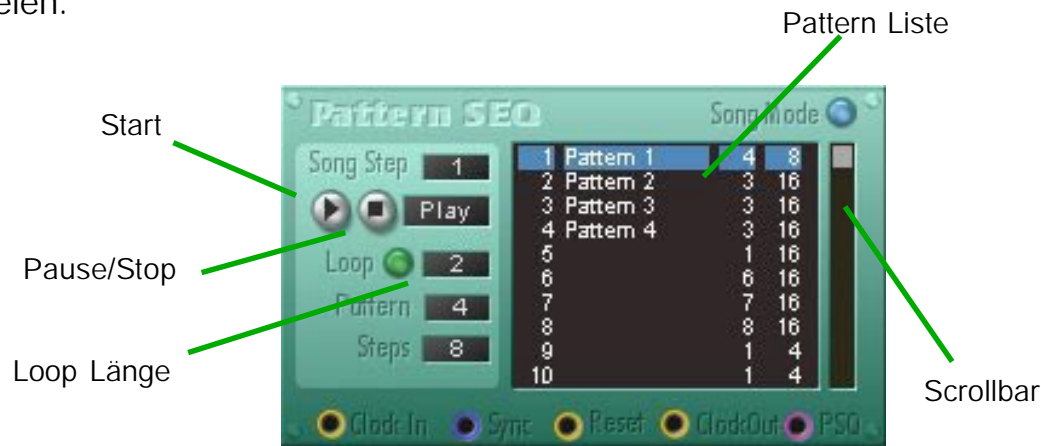 elen.
Pattern Liste
Start
Pattern SEQ
Song Mode
Song Step 1
Play
Loop 2
Pattern 4
Steps 8
1 Pattern 1 4 8
2 Pattern 2 3 16
3 Pattern 3 3 16
4 Pattern 4 3 16
5 1 16
6 6 16
7 7 16
8 8 16
9 1 4
10 1 4
Pause/Stop
Loop Länge
Scrollbar
Clock In
Sync
Reset
Clock Out
PSQ